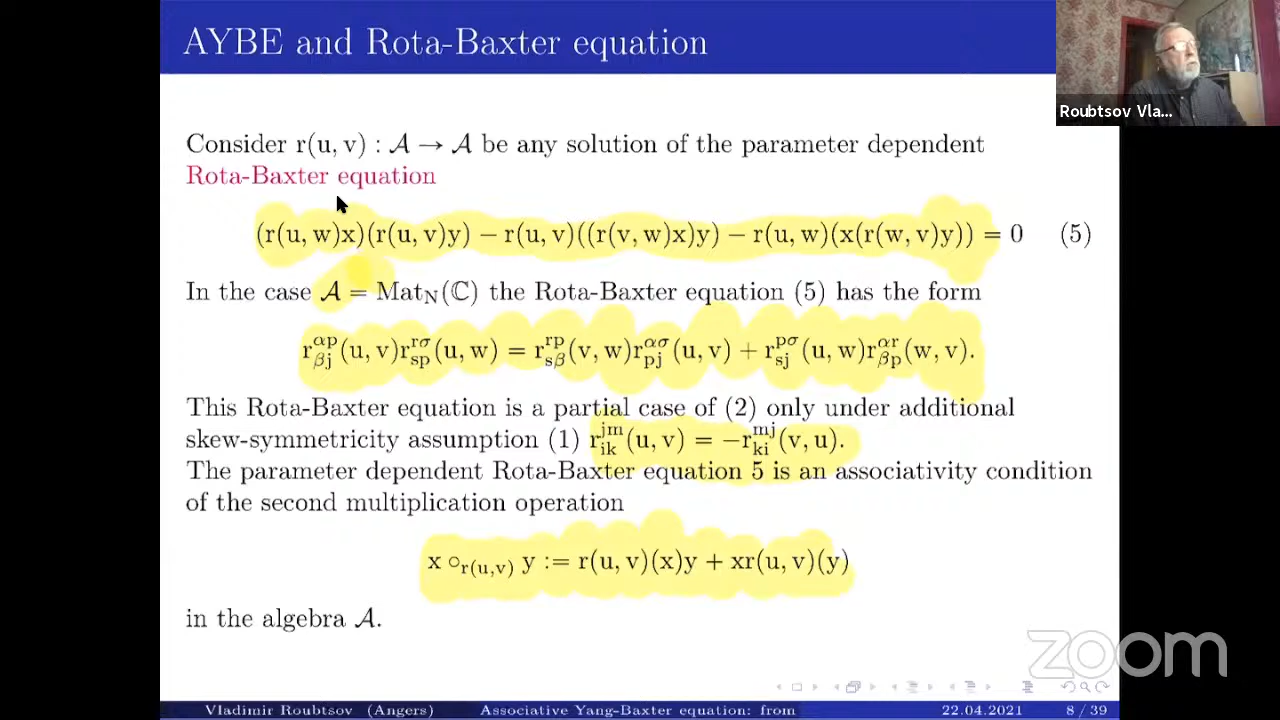 AYBE and Rota-Baxter equation
Roubtsov Vla...
Consider r(u, v) : 𝒜 → 𝒜 be any solution of the parameter dependent
Rota-Baxter equation
(r(u, w)x)(r(u, v)y) − r(u, v)((r(v, w)x)y) − r(u, w)(x(r(w, v)y)) = 0 (5)
In the case 𝒜 = Mat_N(ℂ) the Rota-Baxter equation (5) has the form
r^{αp}_{βj}(u, v)r^{rσ}_{sp}(u, w) = r^{rp}_{sβ}(v, w)r^{ασ}_{pj}(u, v) + r^{pσ}_{sj}(u, w)r^{αr}_{βp}(w, v).
This Rota-Baxter equation is a partial case of (2) only under additional
skew-symmetricity assumption (1) r^{jm}_{ik}(u, v) = −r^{mj}_{ki}(v, u).
The parameter dependent Rota-Baxter equation 5 is an associativity condition
of the second multiplication operation
x ∘_{r(u,v)} y := r(u, v)(x)y + xr(u, v)(y)
in the algebra 𝒜.
zoom
Vladimir Roubtsov (Angers) Associative Yang-Baxter equation: from 22.04.2021 8 / 39